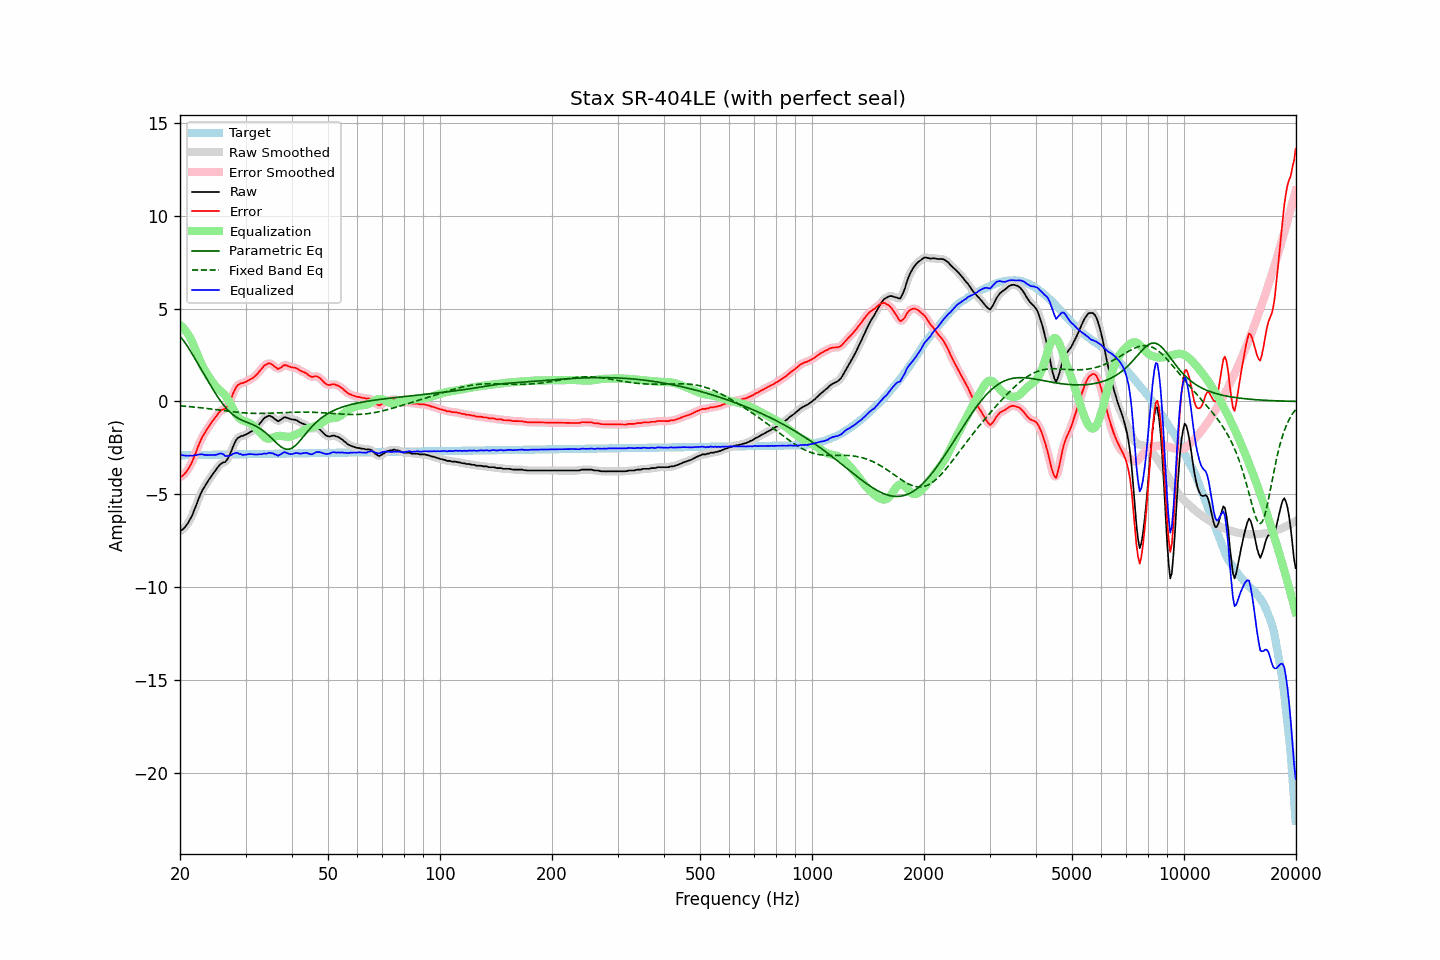 Stax SR-404LE (with perfect seal)
Target
Raw Smoothed
Error Smoothed
Raw
Error
Equalization
Parametric Eq
Fixed Band Eq
Equalized
Amplitude (dBr)
15
10
5
0
−5
−10
−15
−20
20 50 100 200 500 1000 2000 5000 10000 20000
Frequency (Hz)